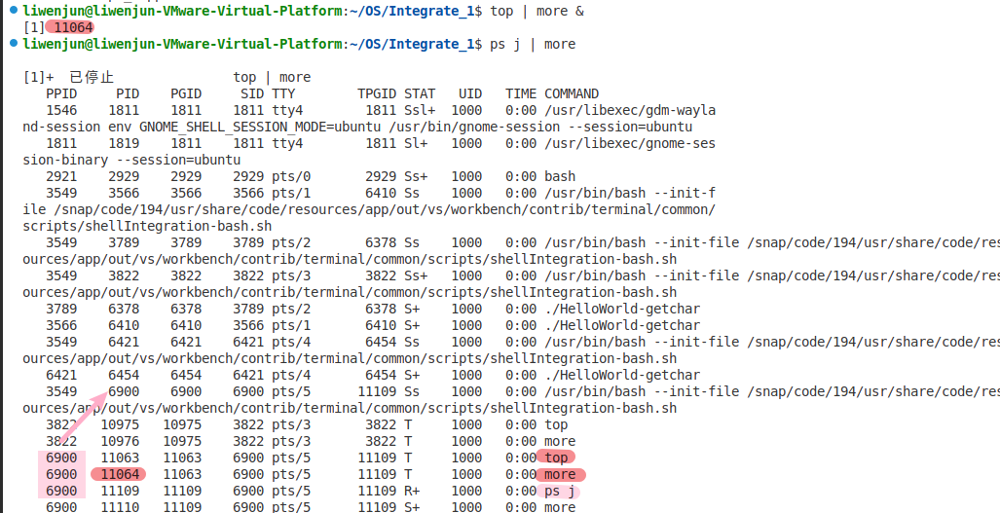 liwenjun@liwenjun-VMware-Virtual-Platform:~/OS/Integrate_1$ top | more &
[1] 11064
liwenjun@liwenjun-VMware-Virtual-Platform:~/OS/Integrate_1$ ps j | more
[1]+  已停止               top | more
   PPID     PID    PGID     SID TTY        TPGID STAT   UID   TIME COMMAND
   1546    1811    1811    1811 tty4        1811 Ssl+  1000   0:00 /usr/libexec/gdm-wayla
nd-session env GNOME_SHELL_SESSION_MODE=ubuntu /usr/bin/gnome-session --session=ubuntu
   1811    1819    1811    1811 tty4        1811 Sl+   1000   0:00 /usr/libexec/gnome-ses
sion-binary --session=ubuntu
   2921    2929    2929    2929 pts/0       2929 Ss+   1000   0:00 bash
   3549    3566    3566    3566 pts/1       6410 Ss    1000   0:00 /usr/bin/bash --init-f
ile /snap/code/194/usr/share/code/resources/app/out/vs/workbench/contrib/terminal/common/
scripts/shellIntegration-bash.sh
   3549    3789    3789    3789 pts/2       6378 Ss    1000   0:00 /usr/bin/bash --init-file /snap/code/194/usr/share/code/res
ources/app/out/vs/workbench/contrib/terminal/common/scripts/shellIntegration-bash.sh
   3549    3822    3822    3822 pts/3       3822 Ss+   1000   0:00 /usr/bin/bash --init-file /snap/code/194/usr/share/code/res
ources/app/out/vs/workbench/contrib/terminal/common/scripts/shellIntegration-bash.sh
   3789    6378    6378    3789 pts/2       6378 S+    1000   0:00 ./HelloWorld-getchar
   3566    6410    6410    3566 pts/1       6410 S+    1000   0:00 ./HelloWorld-getchar
   3549    6421    6421    6421 pts/4       6454 Ss    1000   0:00 /usr/bin/bash --init-file /snap/code/194/usr/share/code/res
ources/app/out/vs/workbench/contrib/terminal/common/scripts/shellIntegration-bash.sh
   6421    6454    6454    6421 pts/4       6454 S+    1000   0:00 ./HelloWorld-getchar
   3549    6900    6900    6900 pts/5      11109 Ss    1000   0:00 /usr/bin/bash --init-file /snap/code/194/usr/share/code/res
ources/app/out/vs/workbench/contrib/terminal/common/scripts/shellIntegration-bash.sh
   3822   10975   10975    3822 pts/3       3822 T     1000   0:00 top
   3822   10976   10975    3822 pts/3       3822 T     1000   0:00 more
   6900   11063   11063    6900 pts/5      11109 T     1000   0:00 top
   6900   11064   11063    6900 pts/5      11109 T     1000   0:00 more
   6900   11109   11109    6900 pts/5      11109 R+    1000   0:00 ps j
   6900   11110   11109    6900 pts/5      11109 S+    1000   0:00 more